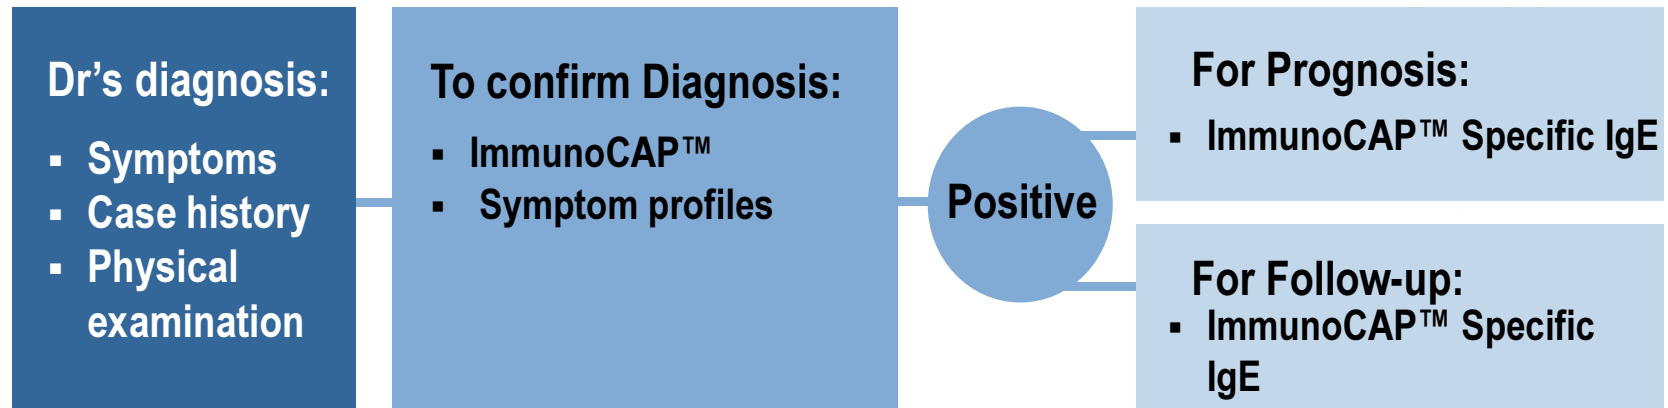 Dr's diagnosis:
▪ Symptoms
▪ Case history
▪ Physical
examination
To confirm Diagnosis:
▪ ImmunoCAP™
▪ Symptom profiles
Positive
For Prognosis:
▪ ImmunoCAP™ Specific IgE
For Follow-up:
▪ ImmunoCAP™ Specific
IgE